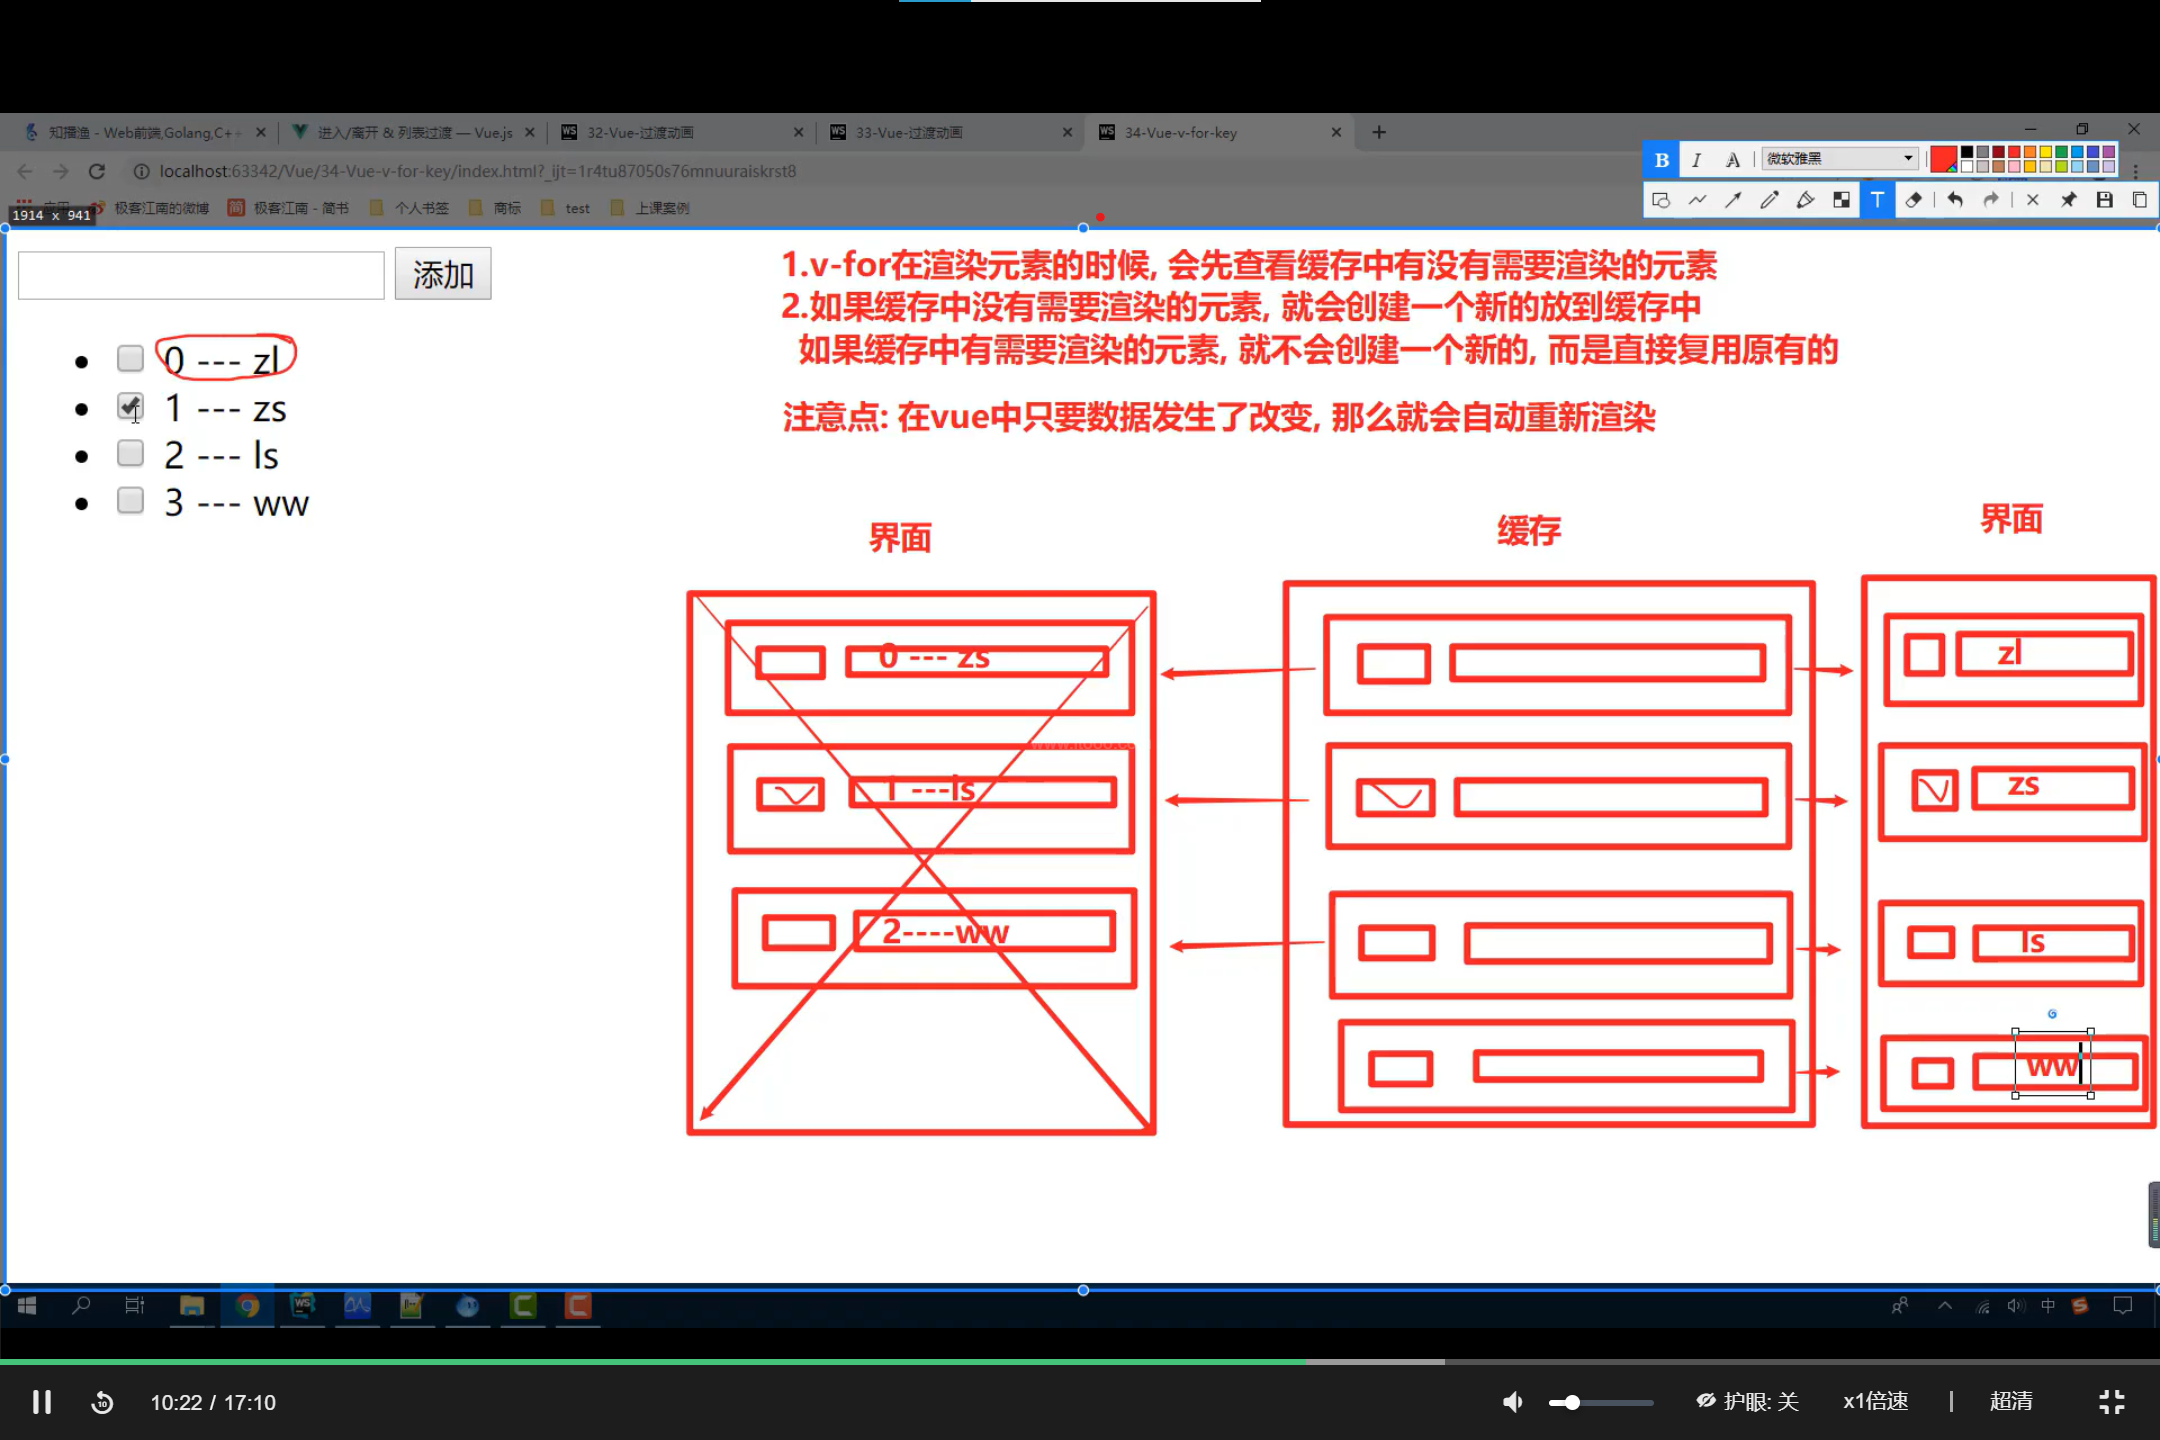 知播渔 - Web前端,Golang,C++
进入/离开 & 列表过渡 — Vue.js
32-Vue-过渡动画
33-Vue-过渡动画
34-Vue-v-for-key
localhost:63342/Vue/34-Vue-v-for-key/index.html?_ijt=1r4tu87050s76mnuuraiskrst8
B I A 微软雅黑
1914 x 941
应用
极客江南的微博
极客江南 - 简书
个人书签
商标
test
上课案例
添加
0 --- zl
1 --- zs
2 --- ls
3 --- ww
1.v-for在渲染元素的时候, 会先查看缓存中有没有需要渲染的元素
2.如果缓存中没有需要渲染的元素, 就会创建一个新的放到缓存中
如果缓存中有需要渲染的元素, 就不会创建一个新的, 而是直接复用原有的
注意点: 在vue中只要数据发生了改变, 那么就会自动重新渲染
界面
缓存
界面
0 --- zs
1 ---ls
2----ww
zl
zs
ls
ww
中
10:22 / 17:10
护眼: 关
x1倍速
超清